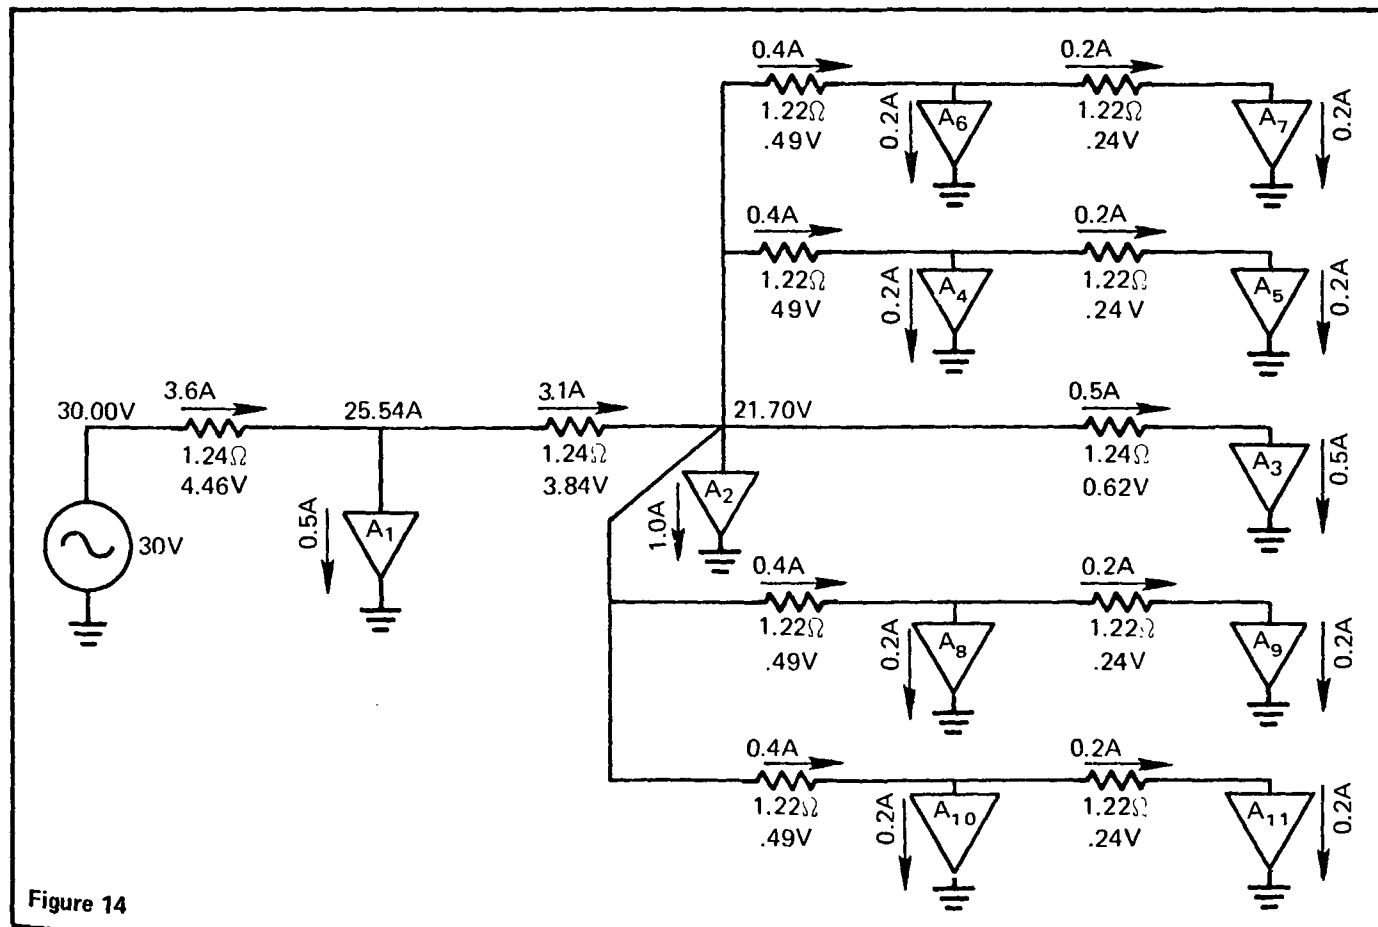 0.4A
0.2A
1.22Ω
.49V
0.2A
A6
1.22Ω
.24V
A7
0.2A
0.4A
0.2A
1.22Ω
49V
0.2A
A4
1.22Ω
.24V
A5
0.2A
30.00V
3.6A
25.54A
3.1A
21.70V
0.5A
1.24Ω
4.46V
1.24Ω
3.84V
1.24Ω
0.62V
A3
0.5A
30V
0.5A
A1
1.0A
A2
0.4A
0.2A
1.22Ω
.49V
0.2A
A8
1.22Ω
.24V
A9
0.2A
0.4A
0.2A
1.22Ω
.49V
0.2A
A10
1.22Ω
.24V
A11
0.2A
Figure 14